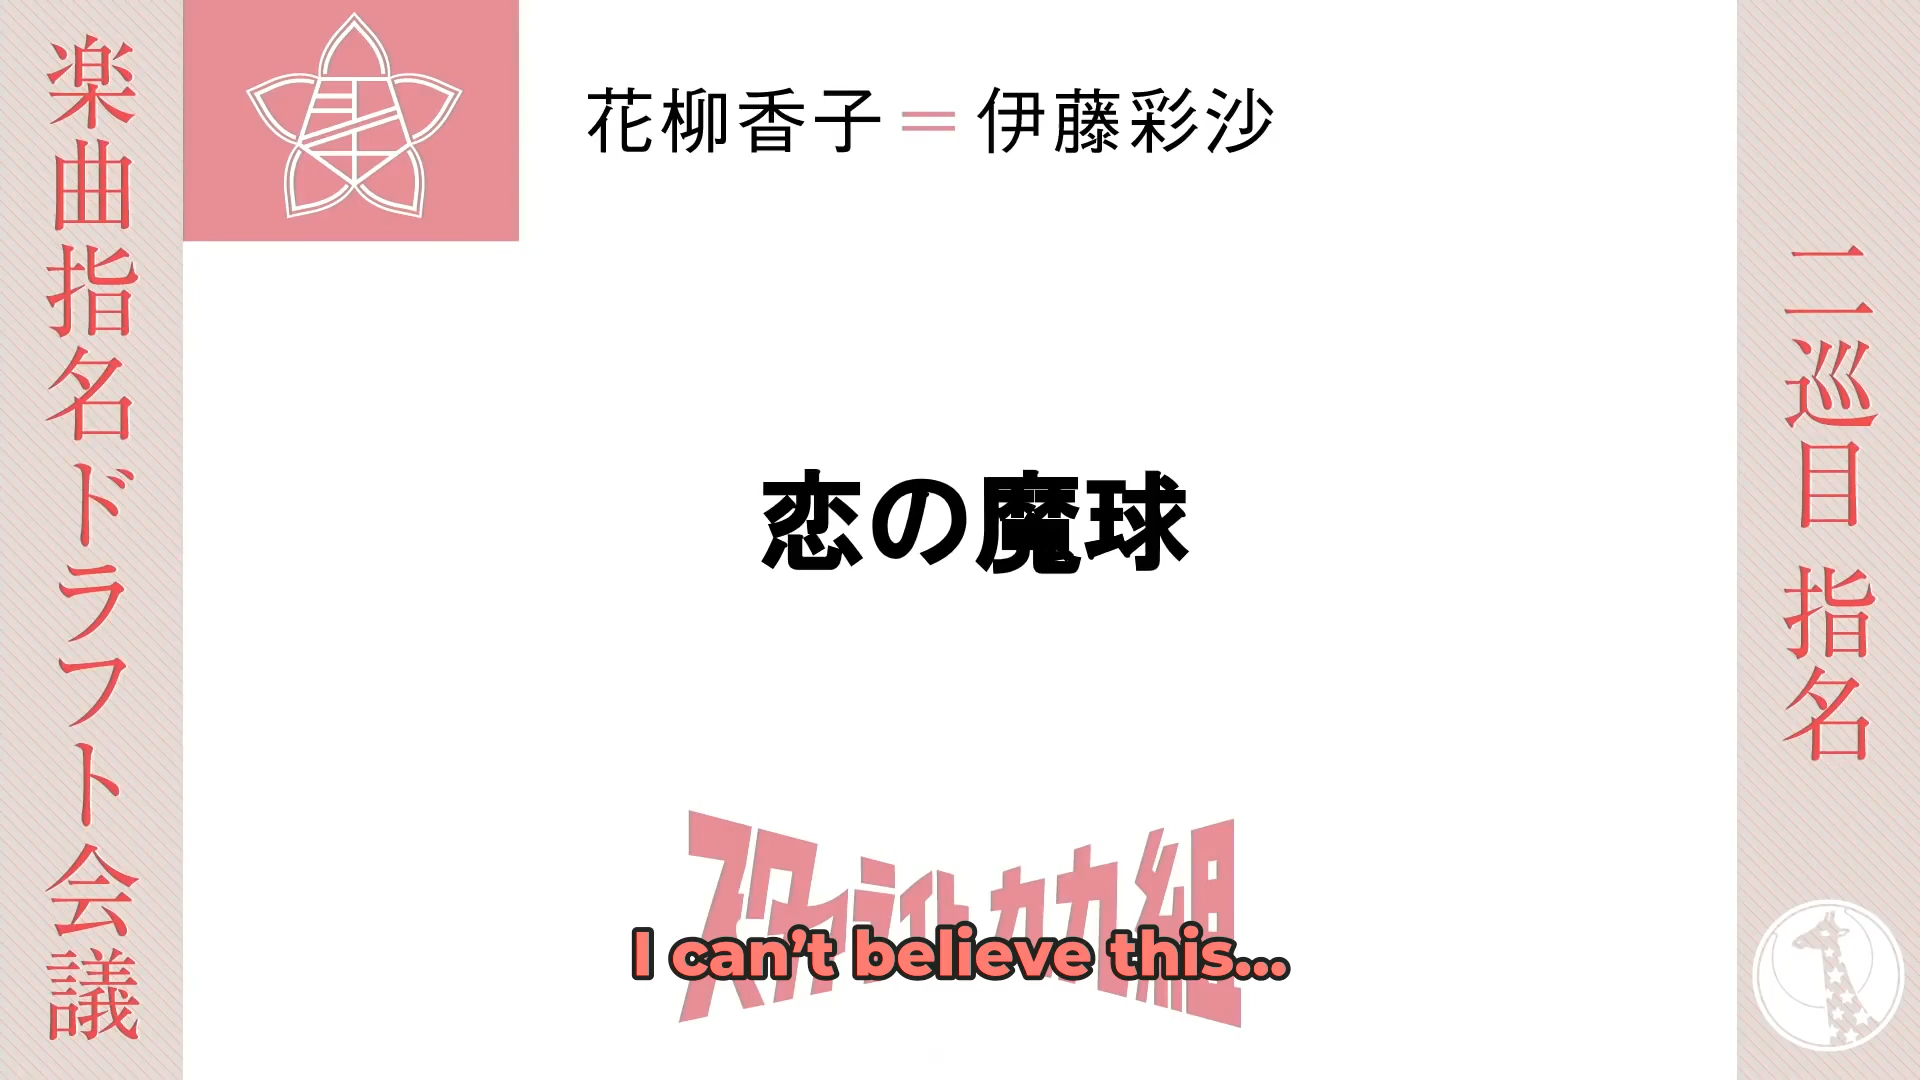 楽曲指名ドラフト会議
花柳香子＝伊藤彩沙
二巡目 指名
恋の魔球
スタァライト九九組
I can't believe this...